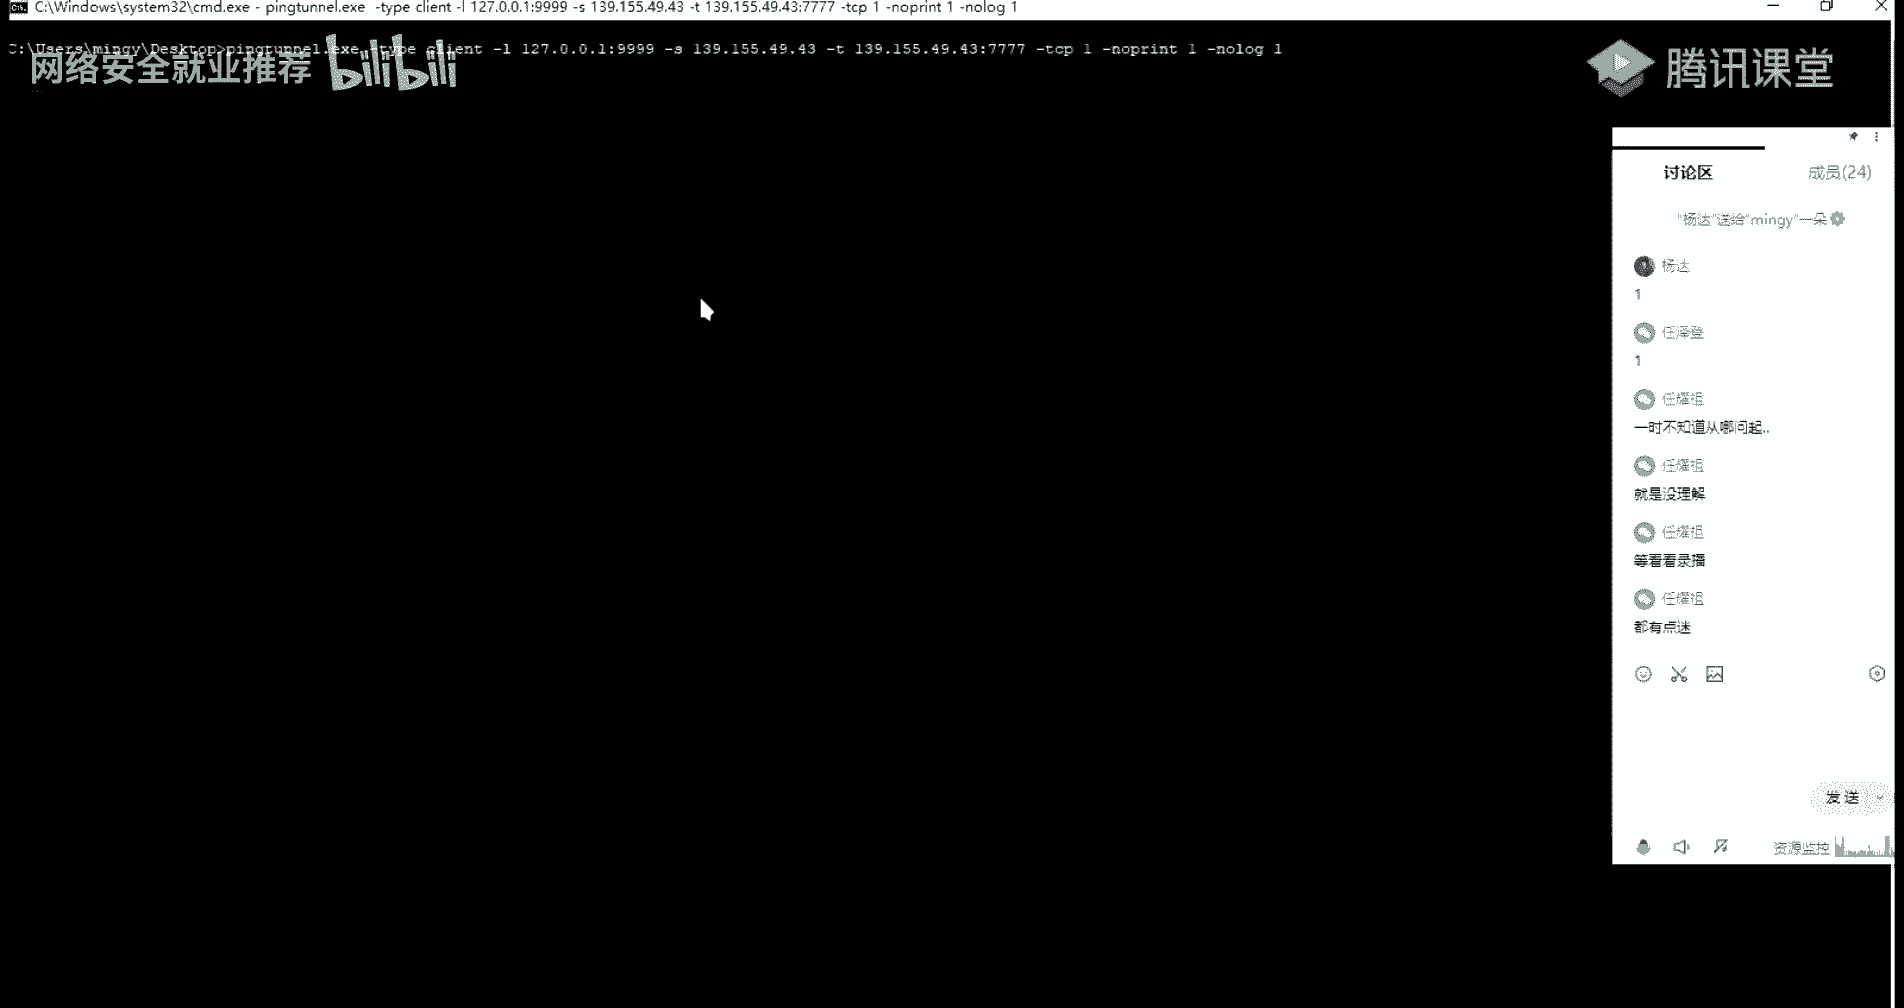 C:\Windows\system32\cmd.exe - pingtunnel.exe -type client -l 127.0.0.1:9999 -s 139.155.49.43 -t 139.155.49.43:7777 -tcp 1 -noprint 1 -nolog 1
C:\Users\mingy\Desktop>pingtunnel.exe -type client -l 127.0.0.1:9999 -s 139.155.49.43 -t 139.155.49.43:7777 -tcp 1 -noprint 1 -nolog 1
网络安全就业推荐 bilibili
腾讯课堂
讨论区 成员(24)
"杨达"送给"mingy"一朵
杨达
1
任泽登
1
任耀祖
一时不知道从哪问起..
任耀祖
就是没理解
任耀祖
等看看录播
任耀祖
都有点迷
发送
资源监控